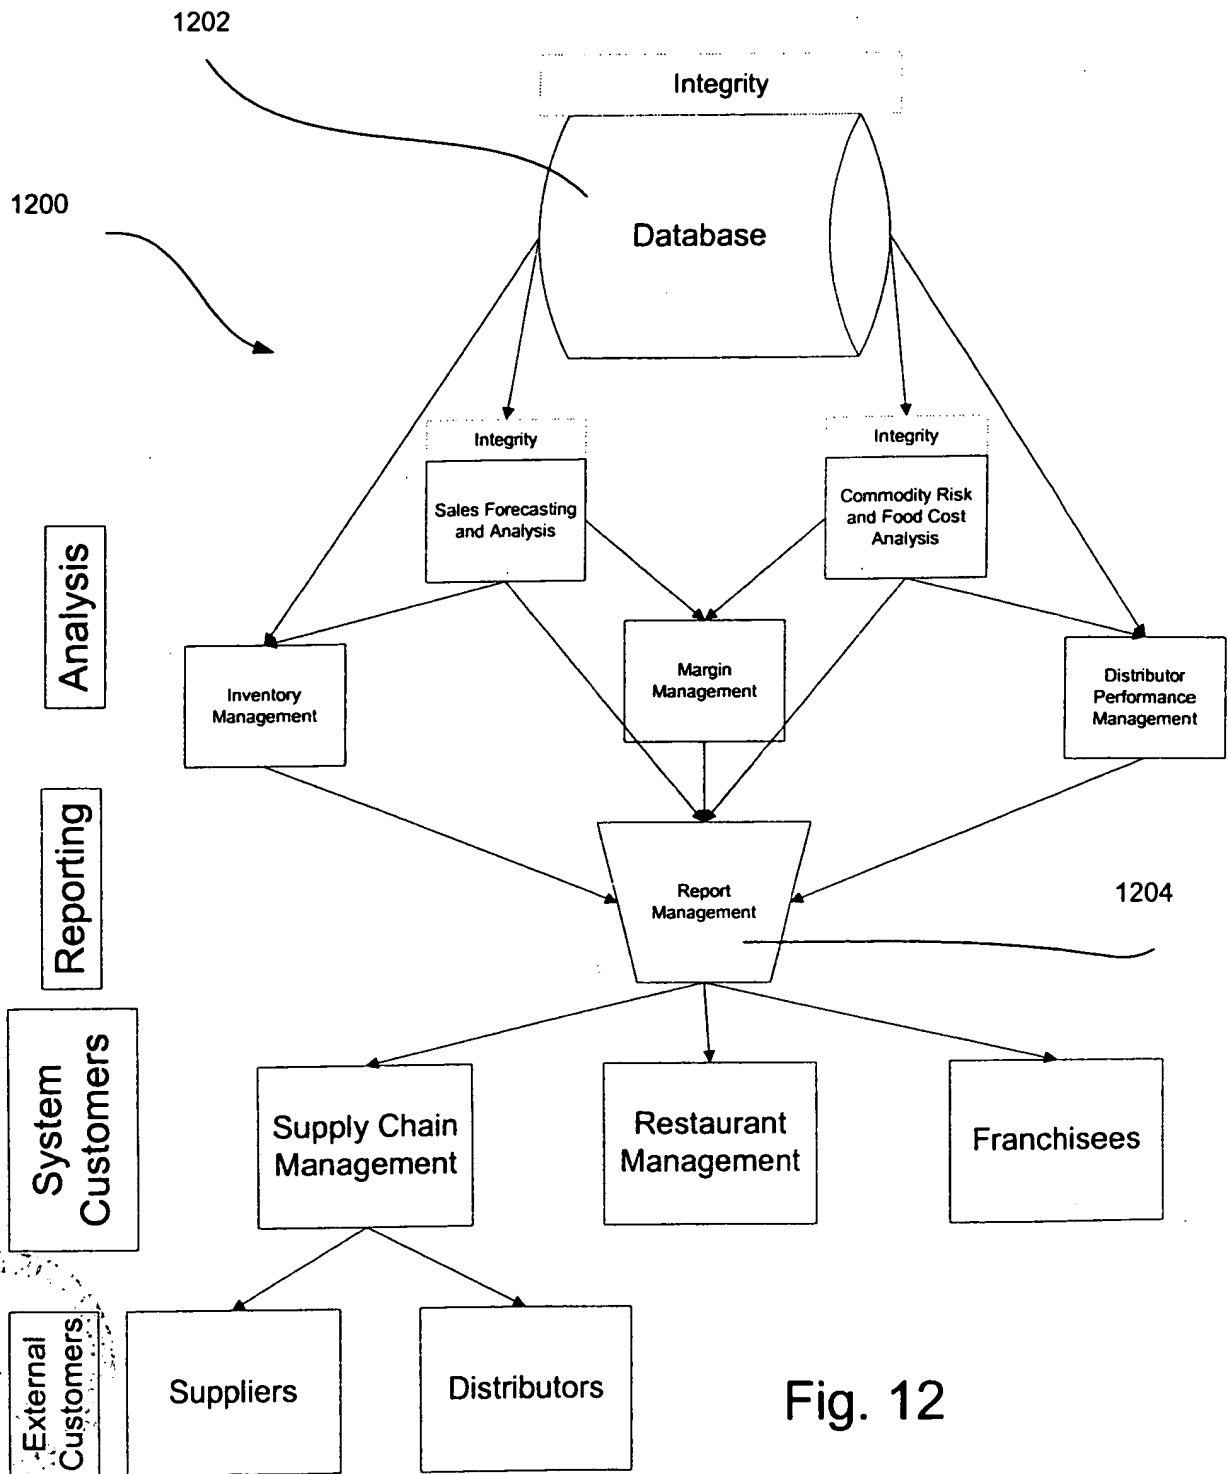 1202
Integrity
1200
Database
Integrity
Integrity
Sales Forecasting
and Analysis
Commodity Risk
and Food Cost
Analysis
Analysis
Inventory
Management
Margin
Management
Distributor
Performance
Management
Reporting
Report
Management
1204
System
Customers
Supply Chain
Management
Restaurant
Management
Franchisees
External
Customers
Suppliers
Distributors
Fig. 12